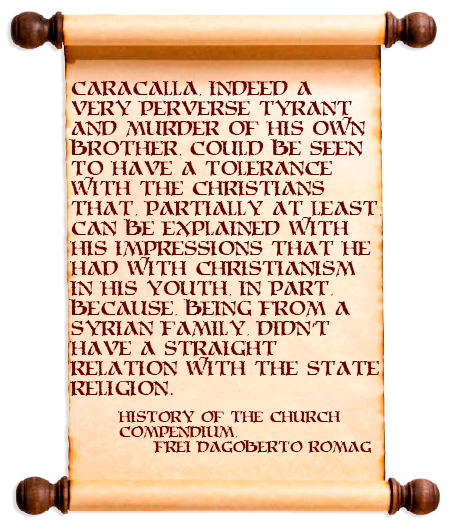 CARACALLA, INDEED A
VERY PERVERSE TYRANT
AND MURDER OF HIS OWN
BROTHER, COULD BE SEEN
TO HAVE A TOLERANCE
WITH THE CHRISTIANS
THAT, PARTIALLY AT LEAST,
CAN BE EXPLAINED WITH
HIS IMPRESSIONS THAT HE
HAD WITH CHRISTIANISM
IN HIS YOUTH, IN PART,
BECAUSE, BEING FROM A
SYRIAN FAMILY, DIDN'T
HAVE A STRAIGHT
RELATION WITH THE STATE
RELIGION.
HISTORY OF THE CHURCH
COMPENDIUM,
FREI DAGOBERTO ROMAG